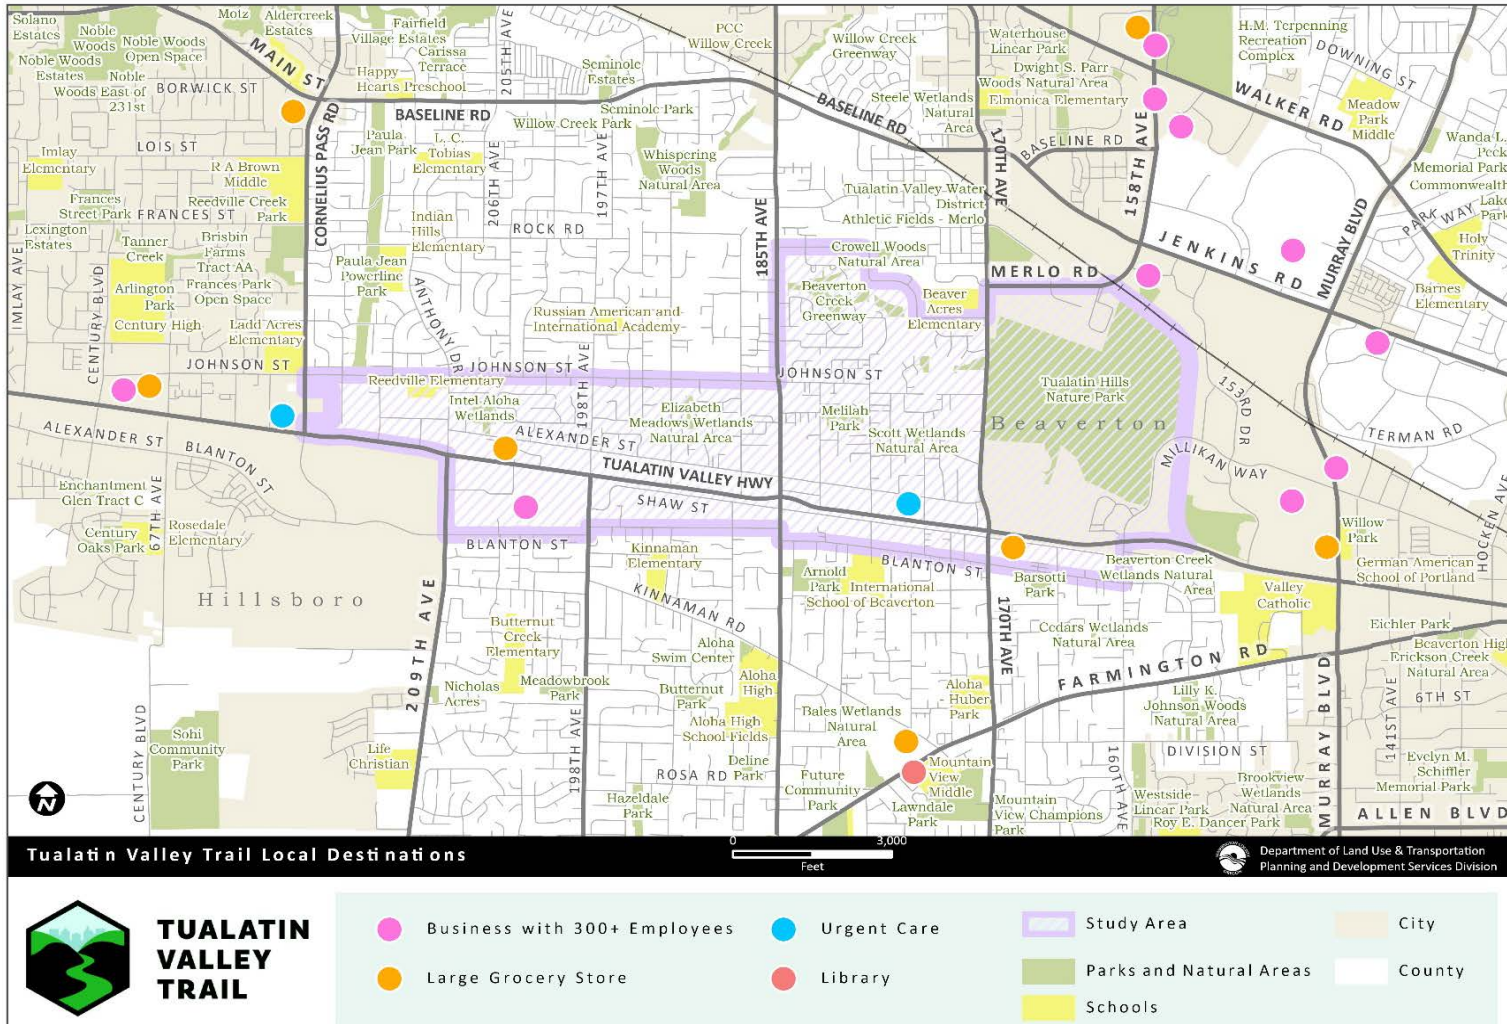 Solano
Estates
Motz
Aldercreek
Estates
Noble
Woods
Noble Woods
Estates
Noble Woods
Open Space
Noble
Woods East of
231st
MAIN ST
BORWICK ST
LOIS ST
Fairfield
Village Estates
Carissa
Terrace
Happy
Hearts Preschool
205TH AVE
Seminole
Estates
Seminole Park
Willow Creek Park
BASELINE RD
PCC
Willow Creek
Willow Creek
Greenway
Waterhouse
Linear Park
Dwight S. Parr
Woods Natural Area
Elmonica Elementary
Steele Wetlands
Natural
Area
BASELINE RD
BASELINE RD
170TH AVE
158TH AVE
H.M. Terpenning
Recreation
Complex
DOWNING ST
WALKER RD
Meadow
Park
Middle
Wanda L.
Peck
Memorial Park
Commonwealth
Lake
Park
PARK WAY
Holy
Trinity
Barnes
Elementary
JENKINS RD
MURRAY BLVD
Imlay
Elementary
R A Brown
Middle
Reedville Creek
Park
Frances
Street Park
FRANCES ST
Lexington
Estates
Tanner
Creek
Brisbin
Farms
Tract AA
Frances Park
Open Space
Arlington
Park
Century High
Ladd Acres
Elementary
IMLAY AVE
CENTURY BLVD
JOHNSON ST
CORNELIUS PASS RD
Paula
Jean Park
L. C.
Tobias
Elementary
206TH AVE
197TH AVE
Whispering
Woods
Natural Area
Indian
Hills
Elementary
ROCK RD
Paula Jean
Powerline
Park
ANTHONY DR
Russian American and
International Academy
198TH AVE
185TH AVE
Tualatin Valley Water
District
Athletic Fields - Merlo
Crowell Woods
Natural Area
Beaverton
Creek
Greenway
Beaver
Acres
Elementary
MERLO RD
JOHNSON ST
JOHNSON ST
Reedville Elementary
Intel Aloha
Wetlands
Elizabeth
Meadows Wetlands
Natural Area
Melilah
Park
Scott Wetlands
Natural Area
Tualatin Hills
Nature Park
Beaverton
153RD DR
MILLIKAN WAY
TERMAN RD
ALEXANDER ST
BLANTON ST
ALEXANDER ST
TUALATIN VALLEY HWY
SHAW ST
Enchantment
Glen Tract C
Century
Oaks Park
67TH AVE
Rosedale
Elementary
Hillsboro
BLANTON ST
Kinnaman
Elementary
KINNAMAN RD
Arnold
Park
International
School of Beaverton
BLANTON ST
Barsotti
Park
Beaverton Creek
Wetlands Natural
Area
Willow
Park
German American
School of Portland
HOCKEN AVE
Valley
Catholic
Eichler Park
Beaverton High
Erickson Creek
Natural Area
6TH ST
209TH AVE
Butternut
Creek
Elementary
Nicholas
Acres
Meadowbrook
Park
198TH AVE
Aloha
Swim Center
Butternut
Park
Aloha
High
Aloha High
School Fields
Deline
Park
ROSA RD
Hazeldale
Park
Bales Wetlands
Natural
Area
Aloha
Huber
Park
170TH AVE
Cedars Wetlands
Natural Area
FARMINGTON RD
Lilly K.
Johnson Woods
Natural Area
DIVISION ST
MURRAY BLVD
141ST AVE
Evelyn M.
Schiffler
Memorial Park
Brookview
Wetlands
Natural Area
Westside
Linear Park
Roy E. Dancer Park
160TH AVE
ALLEN BLVD
Future
Community
Park
Mountain
View
Middle
Lawndale
Park
Mountain
View Champions
Park
CENTURY BLVD
Sohi
Community
Park
Life
Christian
N
Tualatin Valley Trail Local Destinations
0 3,000
Feet
Department of Land Use & Transportation
Planning and Development Services Division
TUALATIN
VALLEY
TRAIL
Business with 300+ Employees
Large Grocery Store
Urgent Care
Library
Study Area
Parks and Natural Areas
Schools
City
County